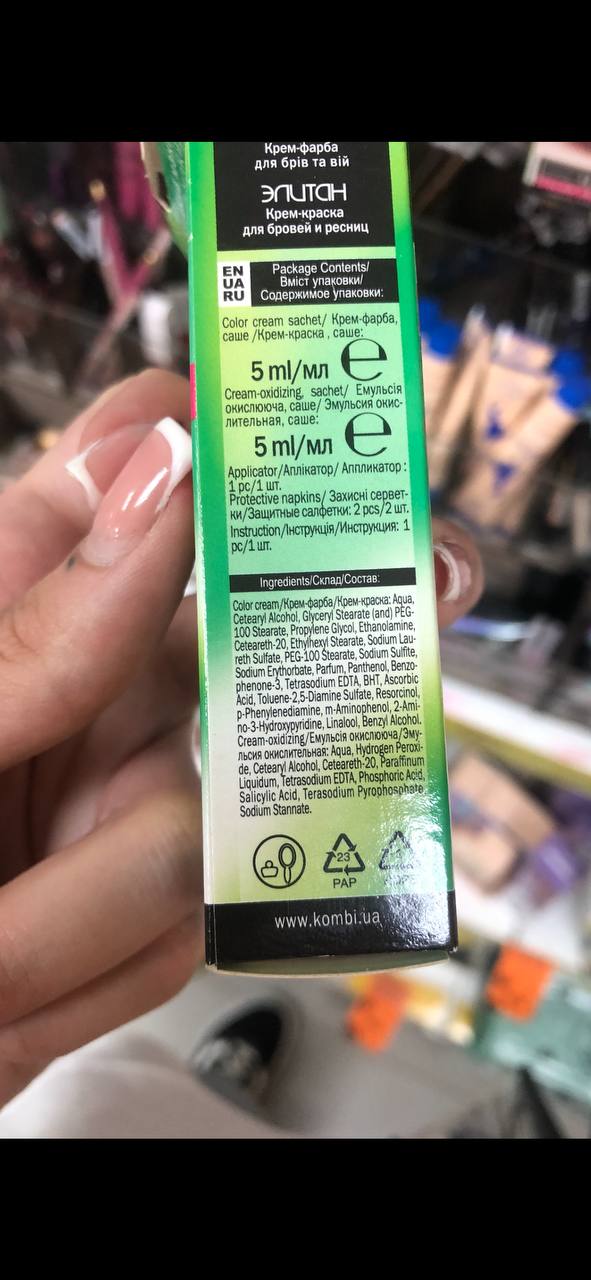 Крем-фарба
для брів та вій
ЭЛИТАН
Крем-краска
для бровей и ресниц
EN
UA
RU
Package Contents/
Вміст упаковки/
Содержимое упаковки:
Color cream sachet/ Крем-фарба,
саше /Крем-краска , саше:
5 ml/мл e
Cream-oxidizing, sachet/ Емульсія
окислююча, саше/ Эмульсия окис-
лительная, саше:
5 ml/мл e
Applicator/Аплікатор/ Аппликатор :
1 pc/1 шт.
Protective napkins/ Захисні сервет-
ки/Защитные салфетки: 2 pcs/2 шт.
Instruction/Інструкція/Инструкция: 1
pc/1 шт.
Ingredients/Склад/Состав:
Color cream/Крем-фарба/Крем-краска: Aqua,
Cetearyl Alcohol, Glyceryl Stearate (and) PEG-
100 Stearate, Propylene Glycol, Ethanolamine,
Ceteareth-20, Ethylhexyl Stearate, Sodium Lau-
reth Sulfate, PEG-100 Stearate, Sodium Sulfite,
Sodium Erythorbate, Parfum, Panthenol, Benzo-
phenone-3, Tetrasodium EDTA, BHT, Ascorbic
Acid, Toluene-2,5-Diamine Sulfate, Resorcinol,
p-Phenylenediamine, m-Aminophenol, 2-Ami-
no-3-Hydroxypyridine, Linalool, Benzyl Alcohol.
Cream-oxidizing/Емульсія окислююча/Эму-
льсия окислительная: Aqua, Hydrogen Peroxi-
de, Cetearyl Alcohol, Ceteareth-20, Paraffinum
Liquidum, Tetrasodium EDTA, Phosphoric Acid,
Salicylic Acid, Terasodium Pyrophosphate,
Sodium Stannate.
23
PAP
www.kombi.ua